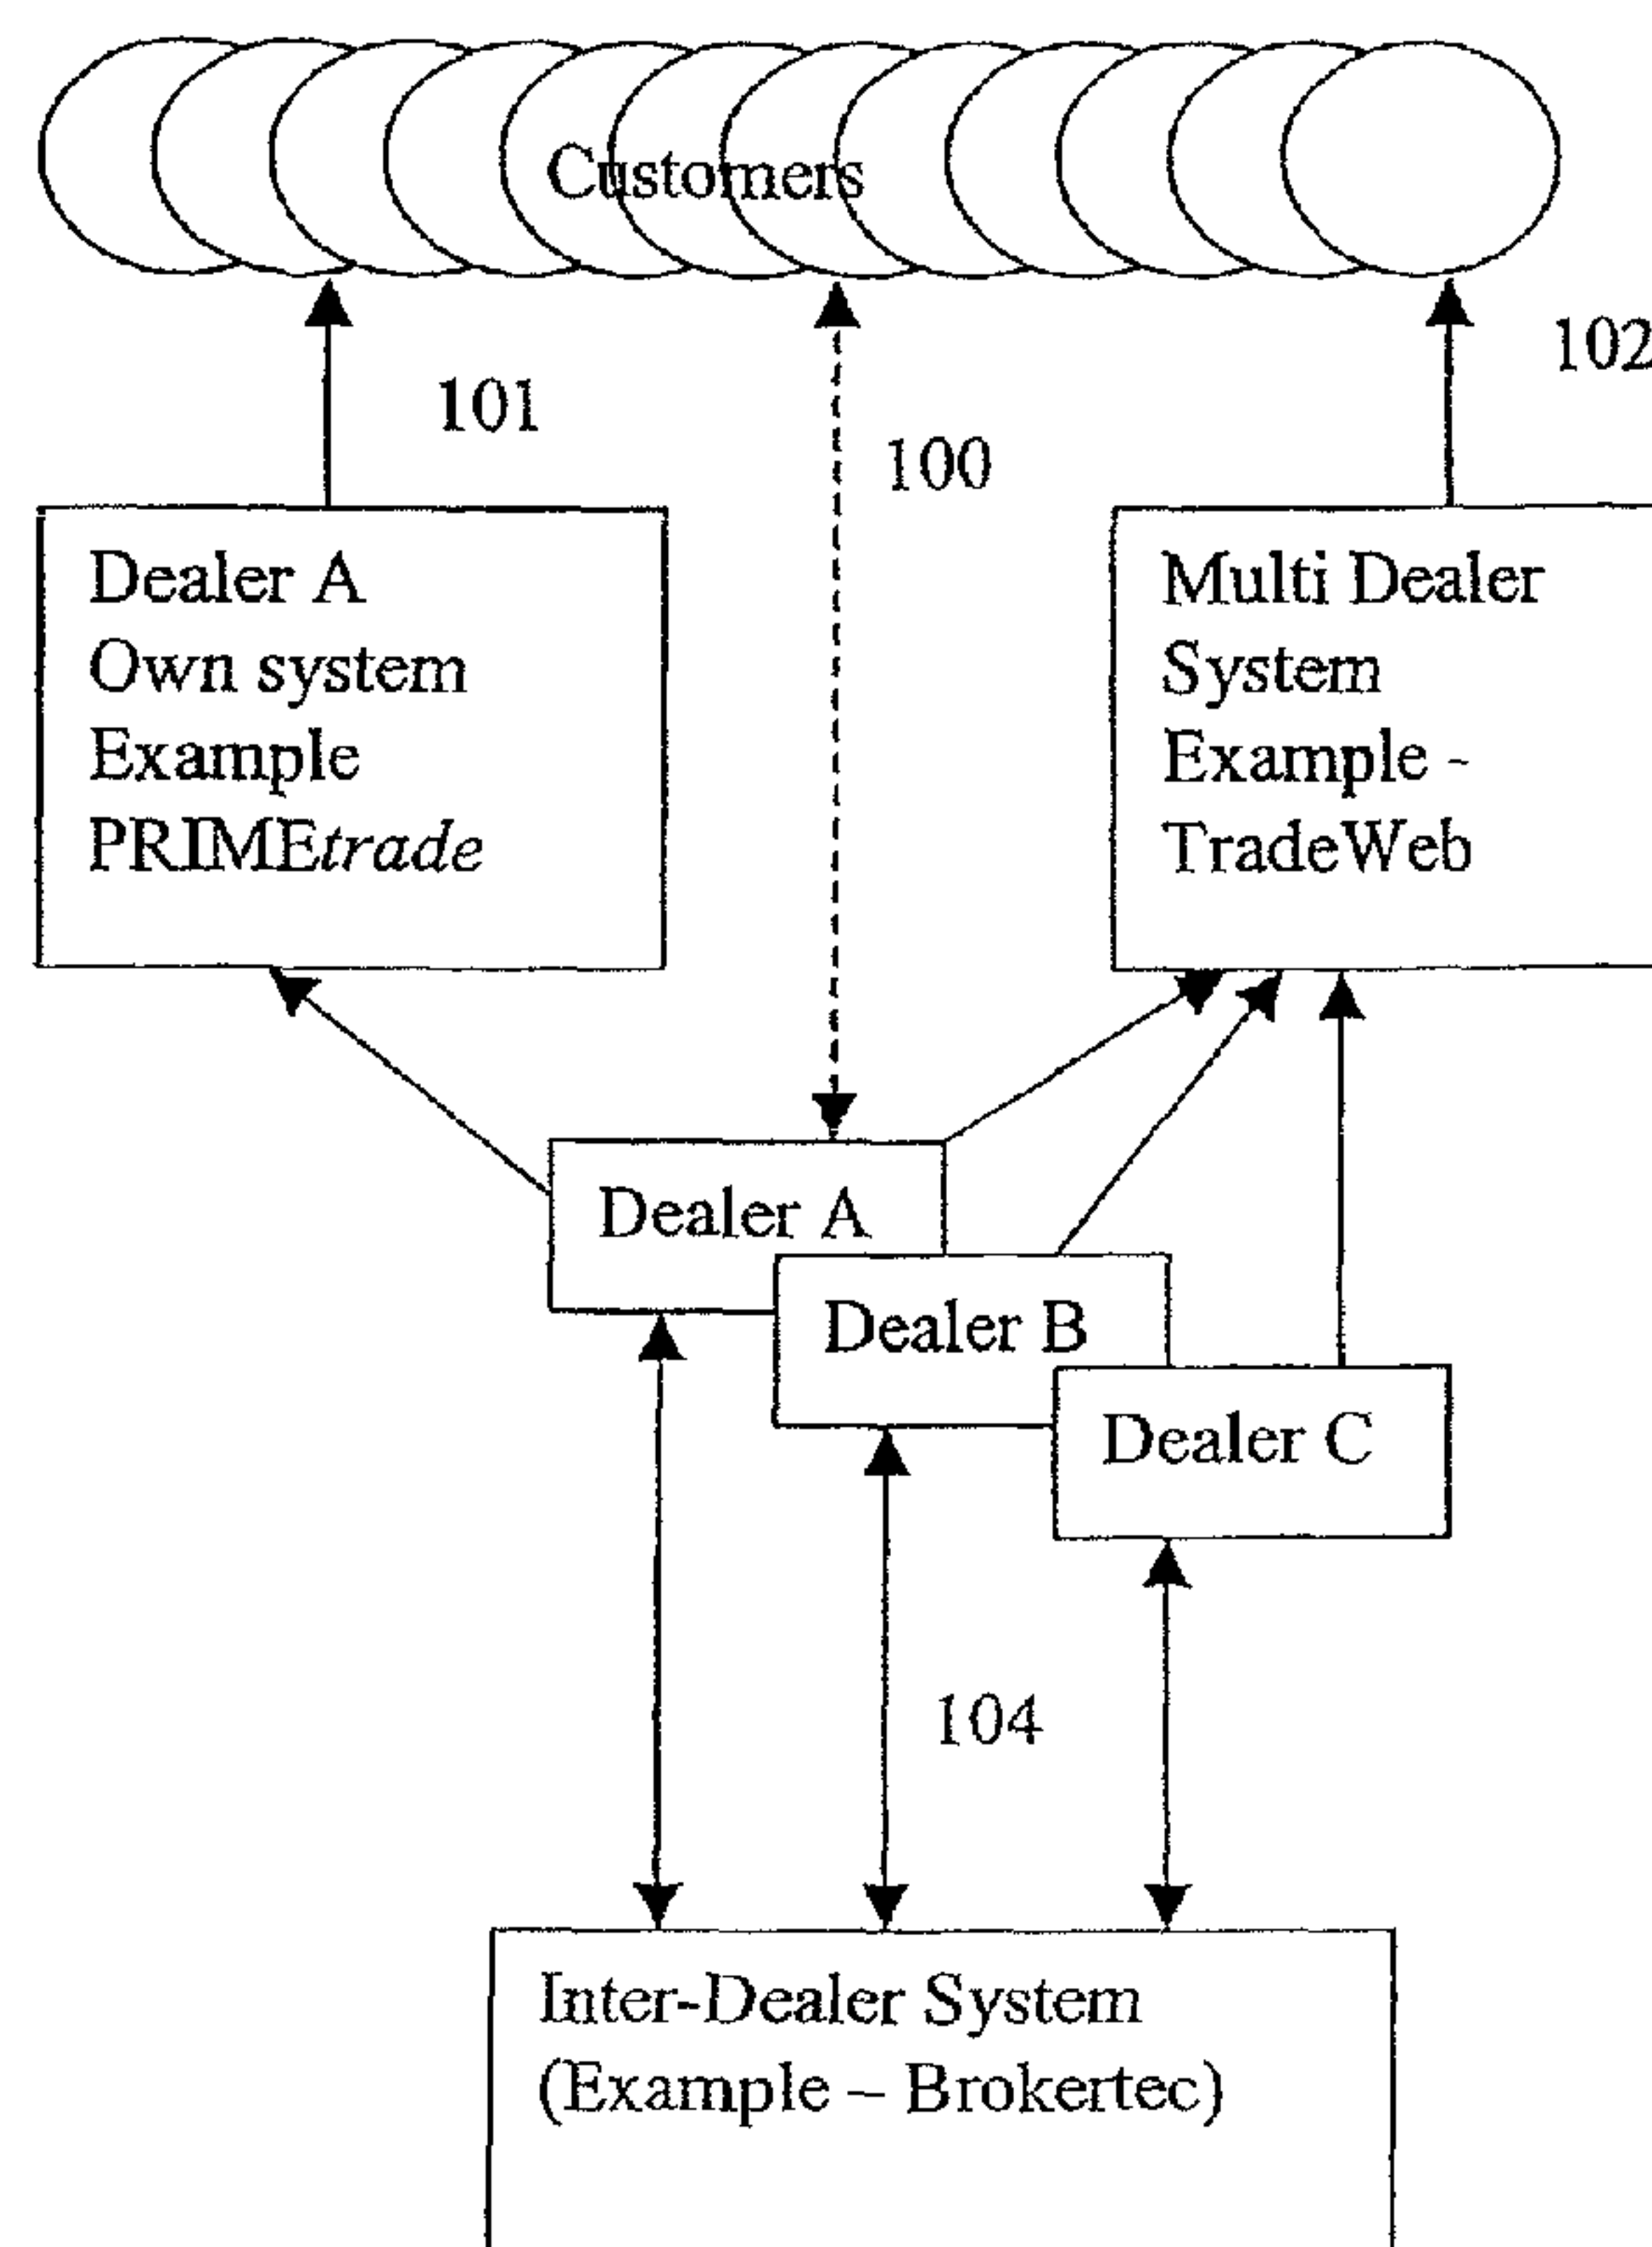 Customers
102
101
100
Dealer A
Own system
Example
PRIMEtrade
Multi Dealer
System
Example -
TradeWeb
Dealer A
Dealer B
Dealer C
104
Inter-Dealer System
(Example – Brokertec)